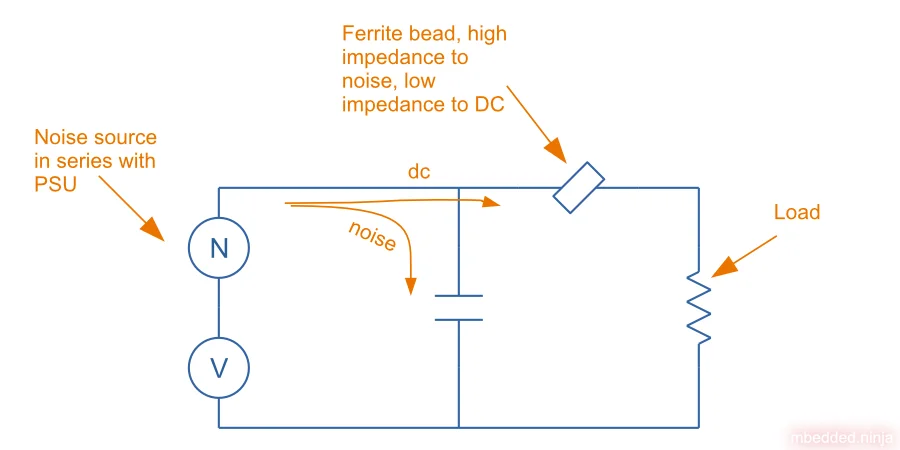 Ferrite bead, high
impedance to
noise, low
impedance to DC
Noise source
in series with
PSU
dc
noise
Load
N
V
mbedded.ninja